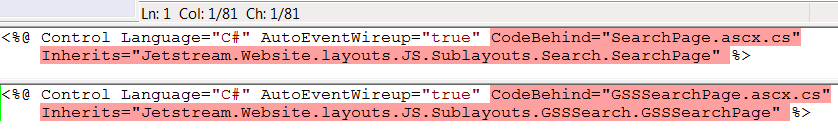 Ln: 1 Col: 1/81 Ch: 1/81
<%@ Control Language="C#" AutoEventWireup="true" CodeBehind="SearchPage.ascx.cs"
Inherits="Jetstream.Website.layouts.JS.Sublayouts.Search.SearchPage" %>
<%@ Control Language="C#" AutoEventWireup="true" CodeBehind="GSSSearchPage.ascx.cs"
Inherits="Jetstream.Website.layouts.JS.Sublayouts.GSSSearch.GSSSearchPage" %>